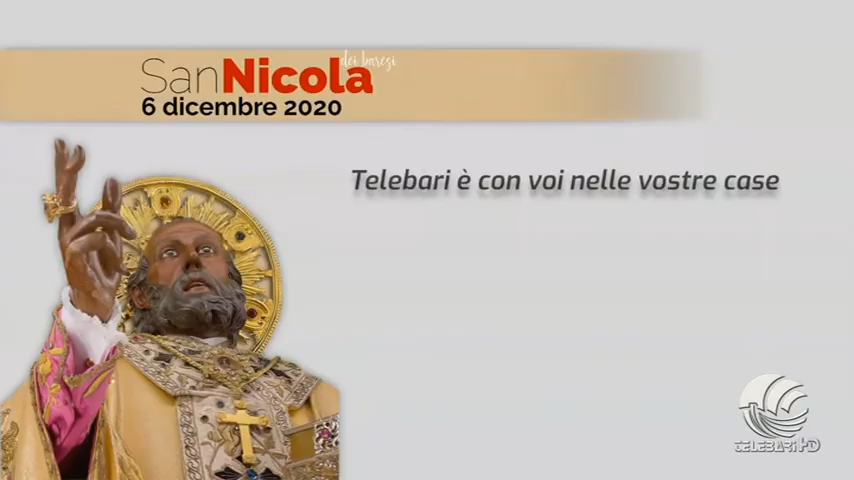 dei baresi
SanNicola
6 dicembre 2020
Telebari è con voi nelle vostre case
TELEBARI HD